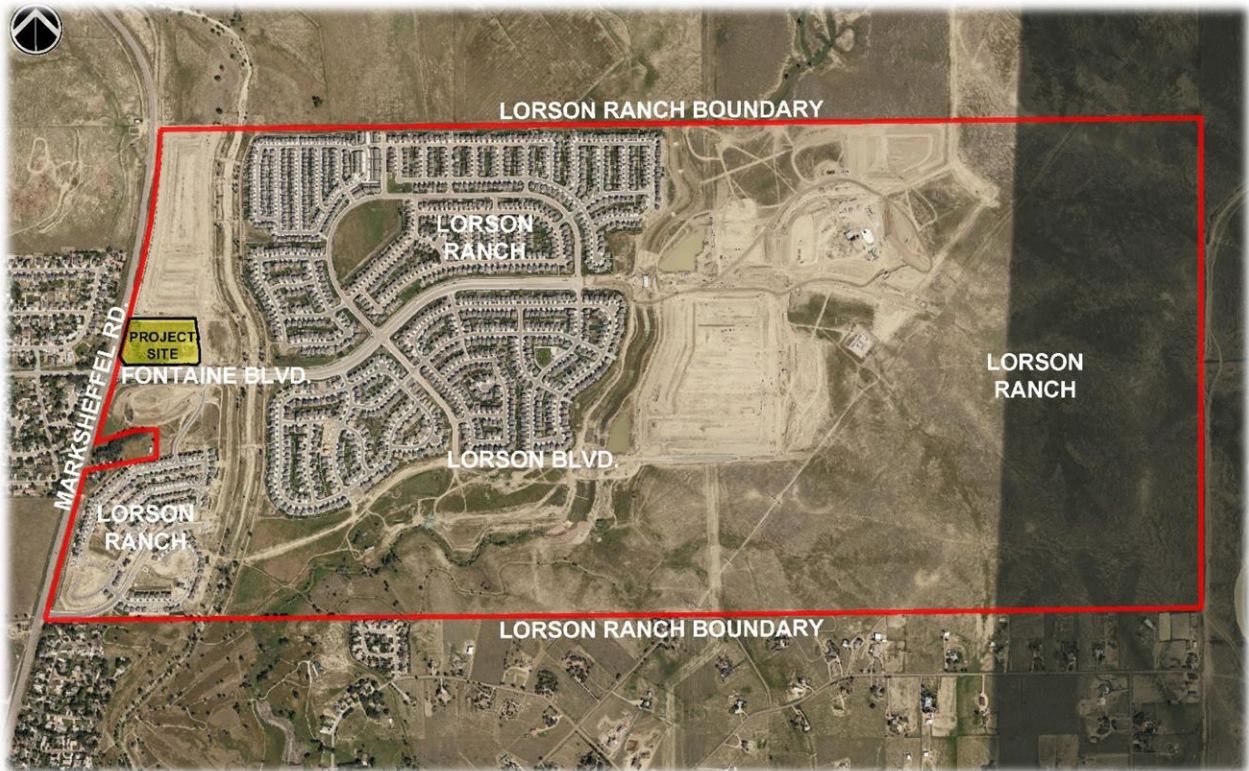 LORSON RANCH BOUNDARY
LORSON
RANCH
PROJECT
SITE
MARKSHEFFEL RD.
FONTAINE BLVD.
LORSON
RANCH
LORSON BLVD.
LORSON
RANCH
LORSON RANCH BOUNDARY